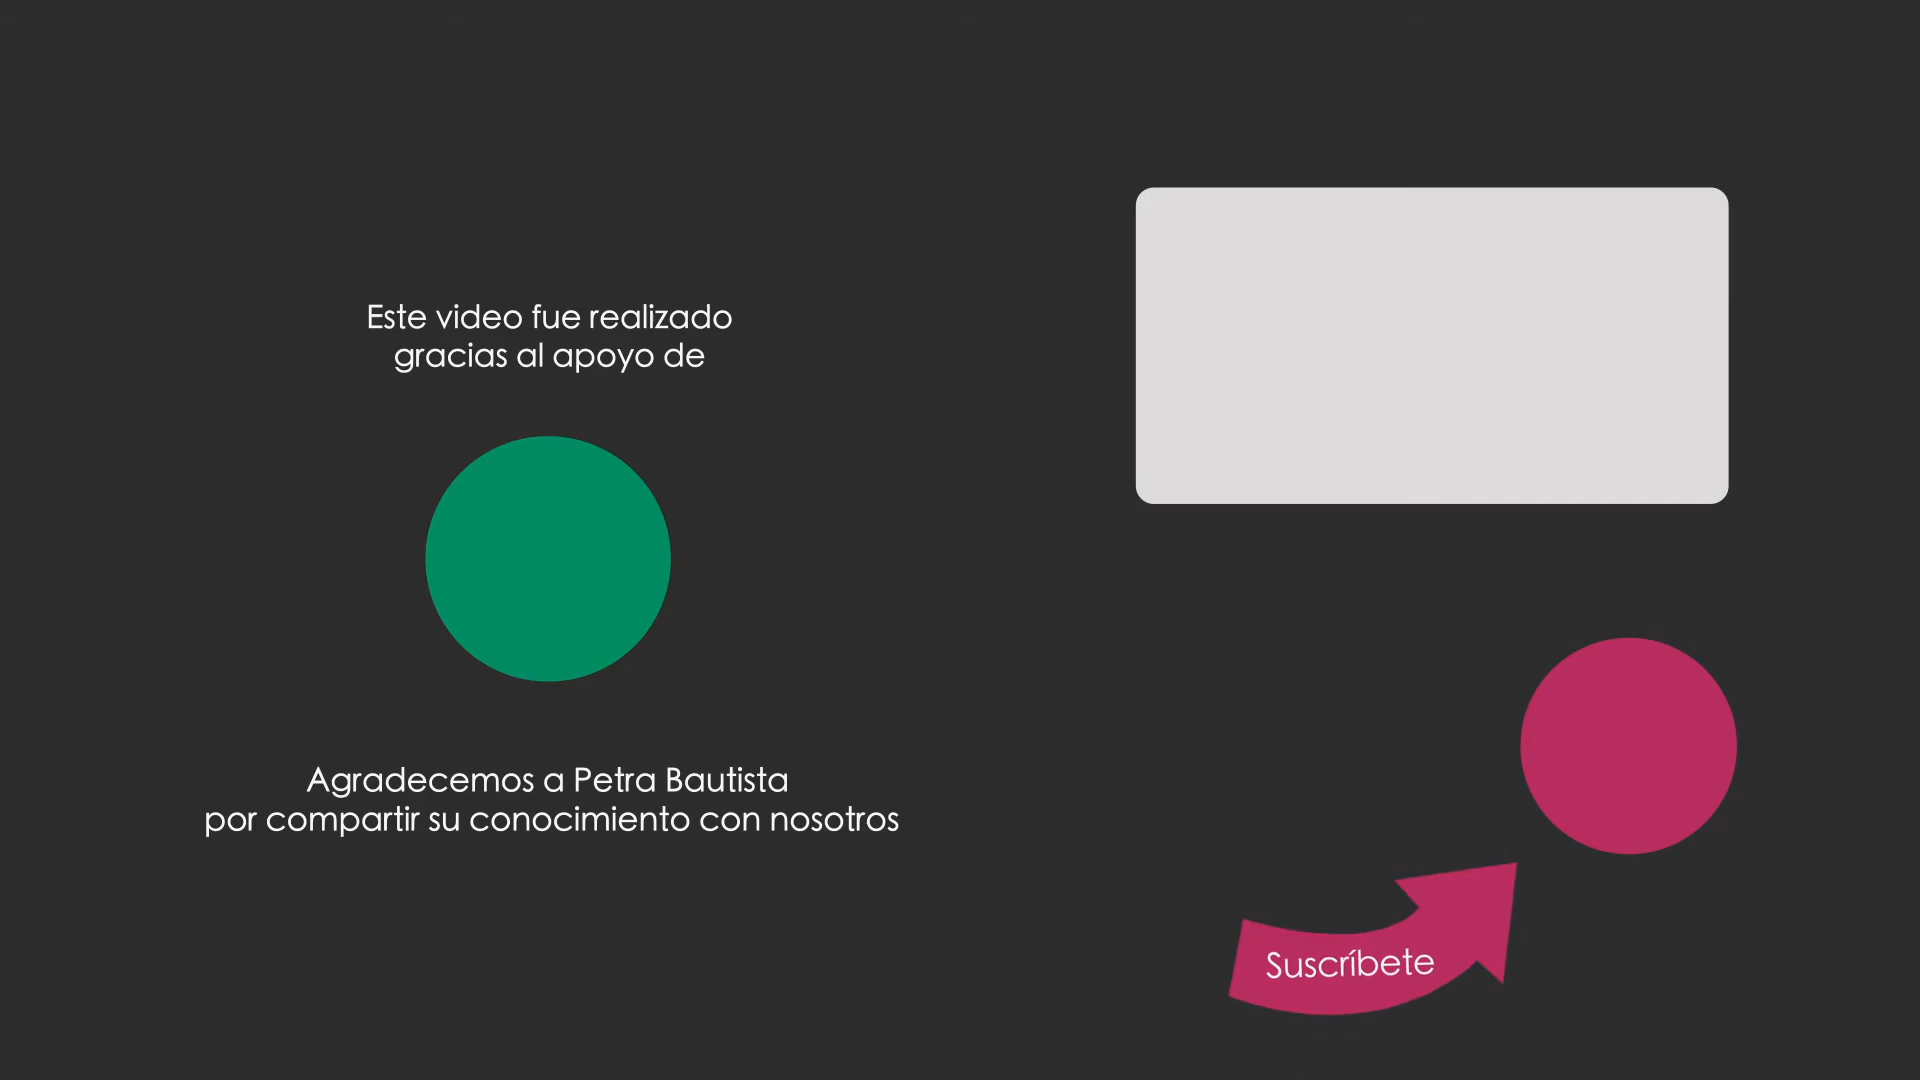 Este video fue realizado
gracias al apoyo de
Agradecemos a Petra Bautista
por compartir su conocimiento con nosotros
Suscríbete